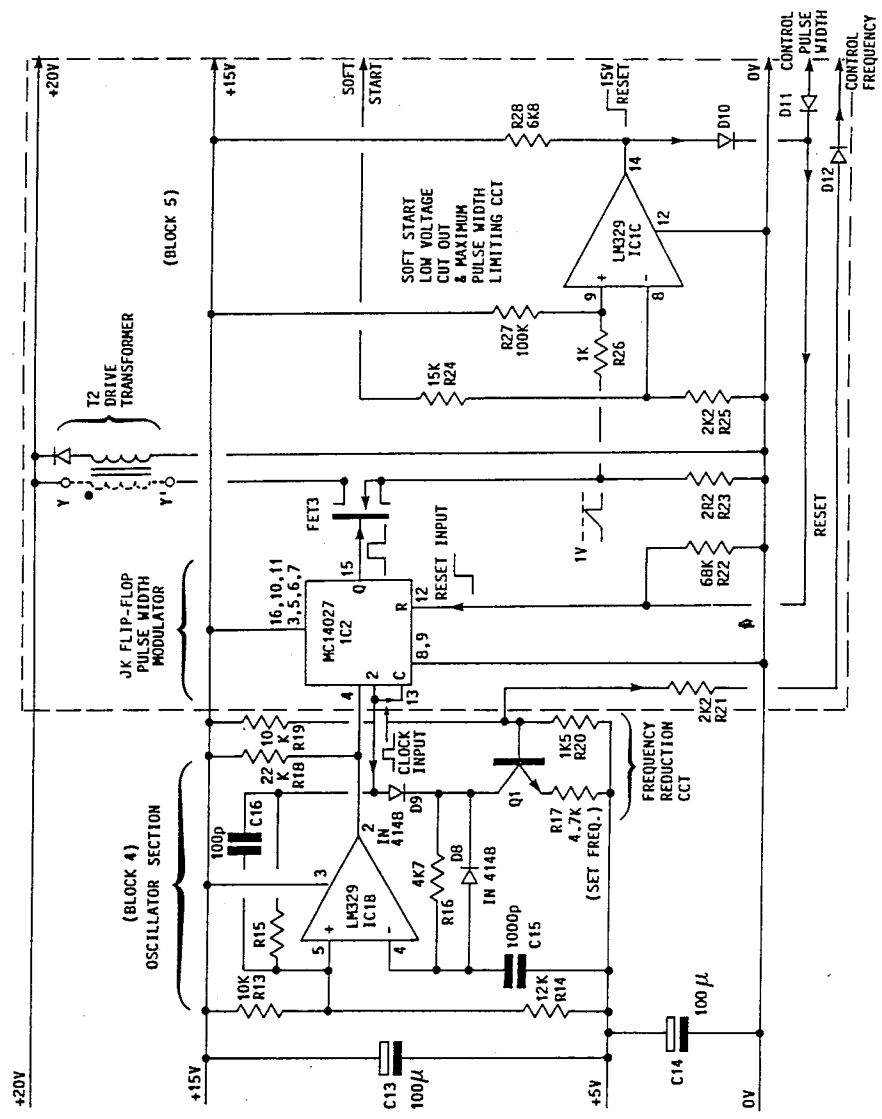 +20V
+15V
+5V
0V
C13
100µ
C14
100µ
(BLOCK 4)
OSCILLATOR SECTION
10K
R13
12K
R14
R15
100p
C16
5
4
3
2
+
-
LM329
IC1B
1000p
C15
IN
4148
D9
4K7
R16
D8
IN 4148
22
K
R18
10
K
R19
CLOCK
INPUT
Q1
R17
4.7K
(SET FREQ.)
1K5
R20
FREQUENCY
REDUCTION
CCT
2K2
R21
JK FLIP-FLOP
PULSE WIDTH
MODULATOR
16,10,11
3,5,6,7
MC14027
1C2
4
2
C
13
Q
15
R
12
8,9
RESET INPUT
68K
R22
FET3
T2
DRIVE
TRANSFORMER
Y
Y'
1V
2R2
R23
(BLOCK 5)
15K
R24
2K2
R25
R27
100K
1K
R26
SOFT START
LOW VOLTAGE
CUT OUT
& MAXIMUM
PULSE WIDTH
LIMITING CCT
9
8
+
-
LM329
IC1C
14
12
R28
6K8
D10
RESET
D11
D12
+20V
+15V
SOFT
START
15V
RESET
0V
CONTROL
PULSE
WIDTH
CONTROL
FREQUENCY